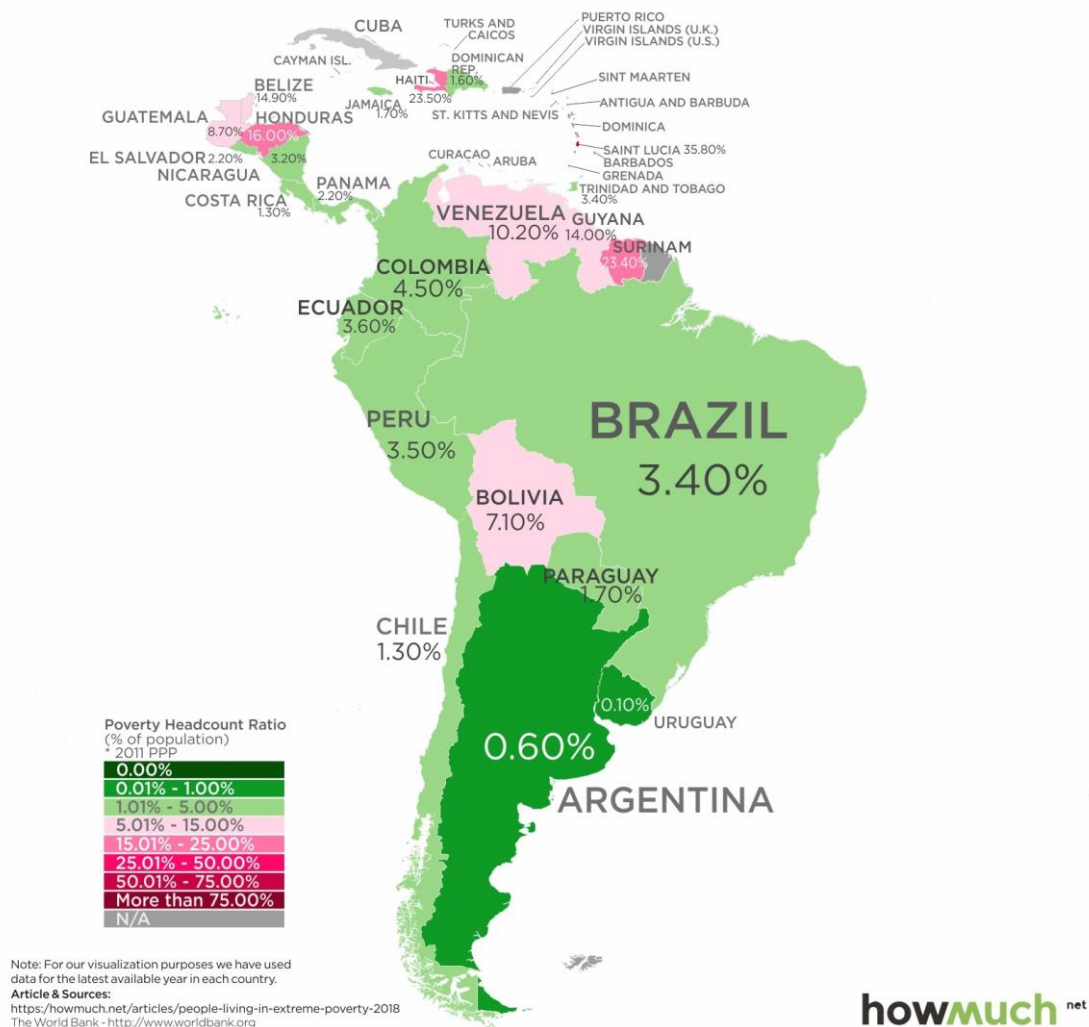 CUBA
TURKS AND
CAICOS
PUERTO RICO
VIRGIN ISLANDS (U.K.)
VIRGIN ISLANDS (U.S.)
CAYMAN ISL.
DOMINICAN
REP.
1.60%
HAITI
23.50%
JAMAICA
1.70%
ST. KITTS AND NEVIS
SINT MAARTEN
ANTIGUA AND BARBUDA
DOMINICA
SAINT LUCIA 35.80%
BARBADOS
GRENADA
TRINIDAD AND TOBAGO
3.40%
BELIZE
14.90%
GUATEMALA
8.70%
HONDURAS
16.00%
EL SALVADOR
2.20%
3.20%
NICARAGUA
COSTA RICA
1.30%
PANAMA
2.20%
CURACAO
ARUBA
VENEZUELA
10.20%
GUYANA
14.00%
SURINAM
23.40%
COLOMBIA
4.50%
ECUADOR
3.60%
PERU
3.50%
BRAZIL
3.40%
BOLIVIA
7.10%
PARAGUAY
1.70%
CHILE
1.30%
0.10%
URUGUAY
0.60%
ARGENTINA
Poverty Headcount Ratio
(% of population)
* 2011 PPP
0.00%
0.01% - 1.00%
1.01% - 5.00%
5.01% - 15.00%
15.01% - 25.00%
25.01% - 50.00%
50.01% - 75.00%
More than 75.00%
N/A
Note: For our visualization purposes we have used
data for the latest available year in each country.
Article & Sources:
https:/howmuch.net/articles/people-living-in-extreme-poverty-2018
The World Bank - http://www.worldbank.org
howmuch net